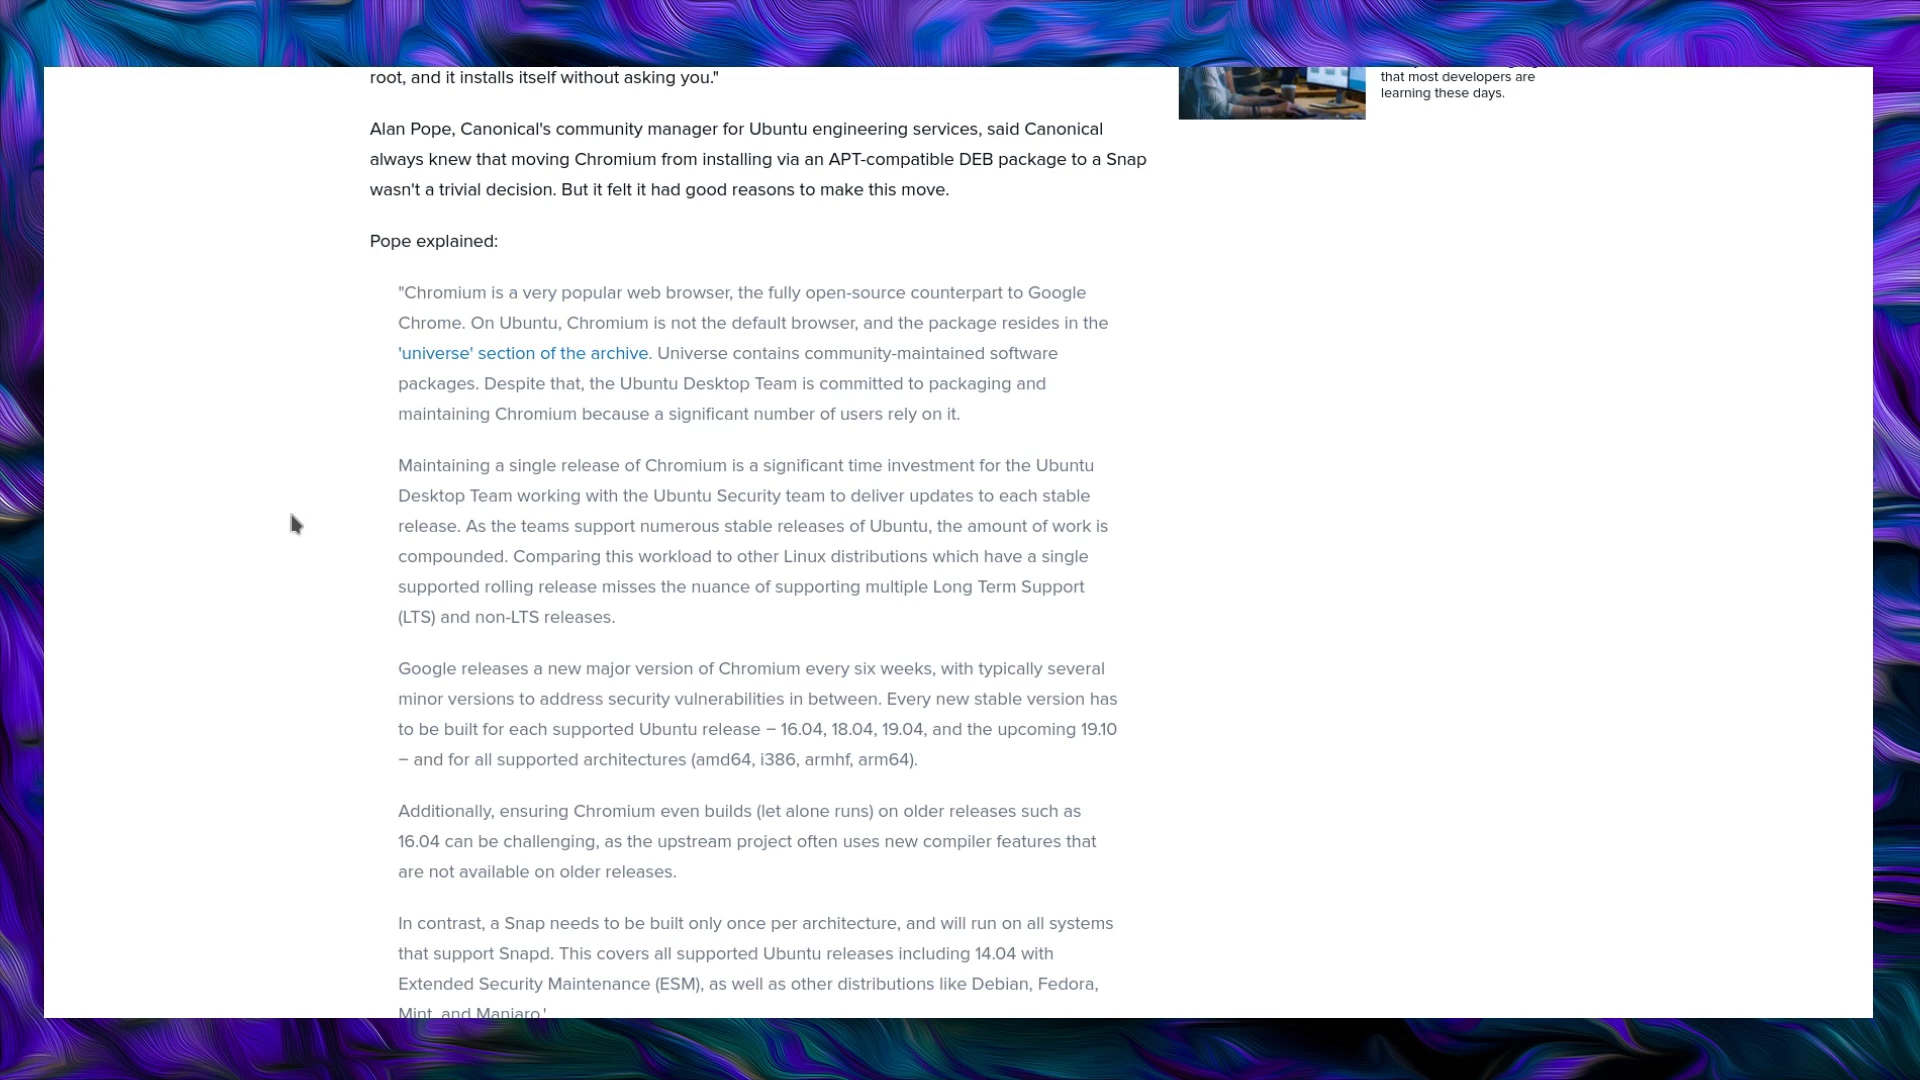 root, and it installs itself without asking you."
Alan Pope, Canonical's community manager for Ubuntu engineering services, said Canonical
always knew that moving Chromium from installing via an APT-compatible DEB package to a Snap
wasn't a trivial decision. But it felt it had good reasons to make this move.
Pope explained:
"Chromium is a very popular web browser, the fully open-source counterpart to Google
Chrome. On Ubuntu, Chromium is not the default browser, and the package resides in the
'universe' section of the archive. Universe contains community-maintained software
packages. Despite that, the Ubuntu Desktop Team is committed to packaging and
maintaining Chromium because a significant number of users rely on it.
Maintaining a single release of Chromium is a significant time investment for the Ubuntu
Desktop Team working with the Ubuntu Security team to deliver updates to each stable
release. As the teams support numerous stable releases of Ubuntu, the amount of work is
compounded. Comparing this workload to other Linux distributions which have a single
supported rolling release misses the nuance of supporting multiple Long Term Support
(LTS) and non-LTS releases.
Google releases a new major version of Chromium every six weeks, with typically several
minor versions to address security vulnerabilities in between. Every new stable version has
to be built for each supported Ubuntu release − 16.04, 18.04, 19.04, and the upcoming 19.10
− and for all supported architectures (amd64, i386, armhf, arm64).
Additionally, ensuring Chromium even builds (let alone runs) on older releases such as
16.04 can be challenging, as the upstream project often uses new compiler features that
are not available on older releases.
In contrast, a Snap needs to be built only once per architecture, and will run on all systems
that support Snapd. This covers all supported Ubuntu releases including 14.04 with
Extended Security Maintenance (ESM), as well as other distributions like Debian, Fedora,
Mint, and Manjaro.'
that most developers are
learning these days.